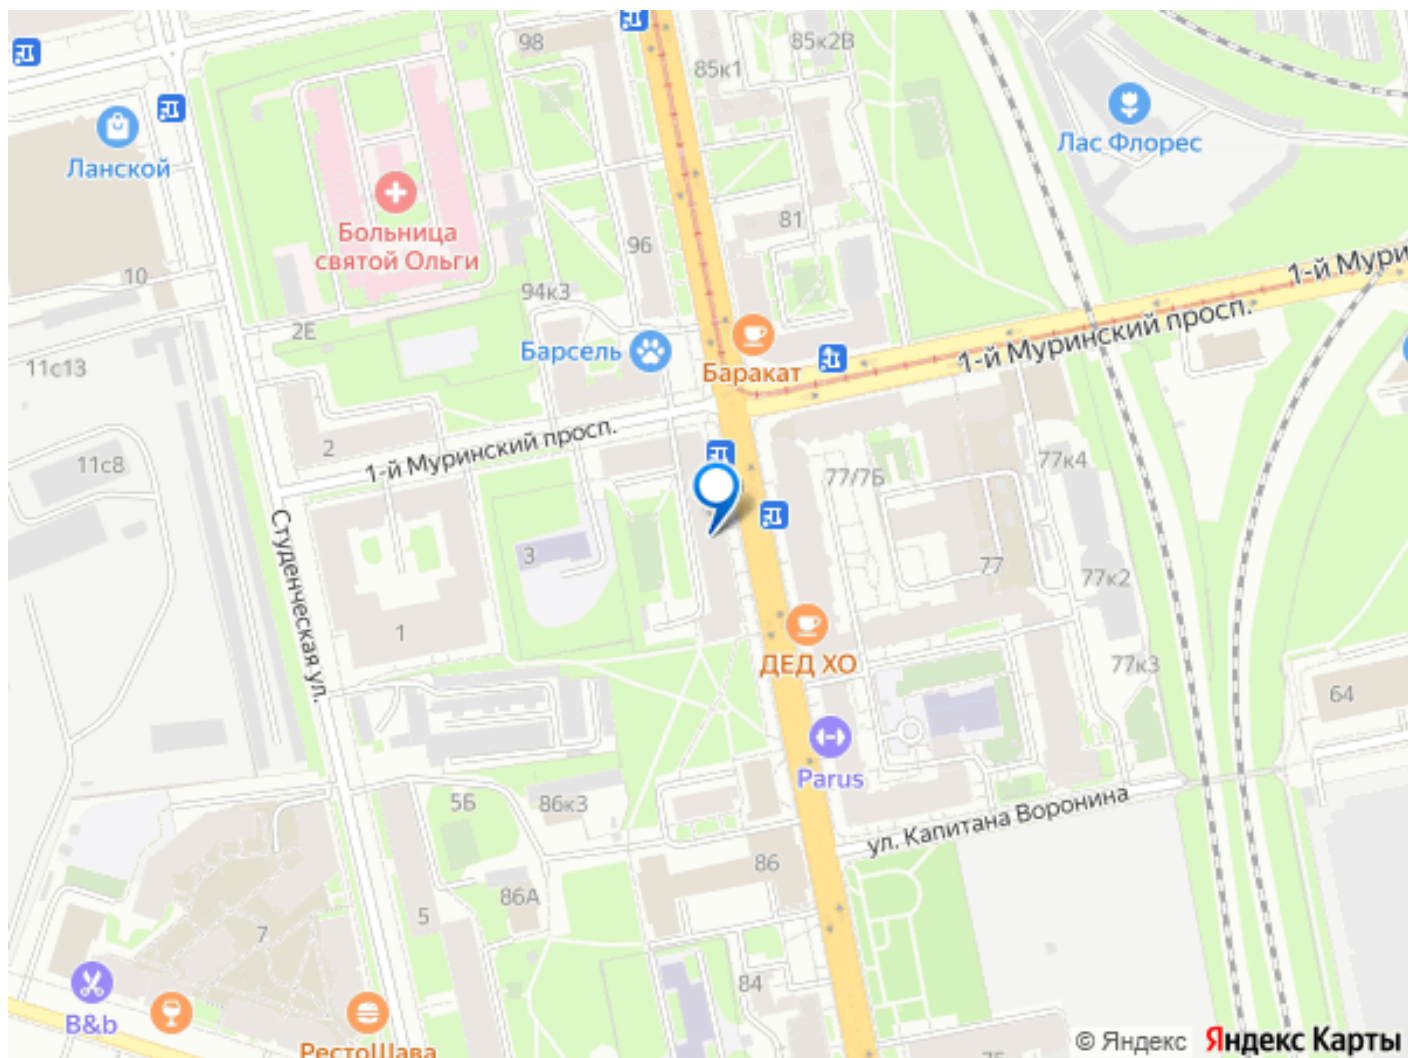 98
85к2В
85к1
Лас Флорес
Ланской
Больница
святой Ольги
81
96
10
1-й Мури
94к3
2Е
1-й Муринский просп.
Барсель
Баракат
11с13
2
1-й Муринский просп.
11с8
77к4
77/7Б
Студенческая ул.
3
77
77к2
1
ДЕД ХО
77к3
64
Parus
5Б
86к3
ул. Капитана Воронина
86
86А
5
7
84
B&b
РестоШава
© Яндекс
Яндекс Карты